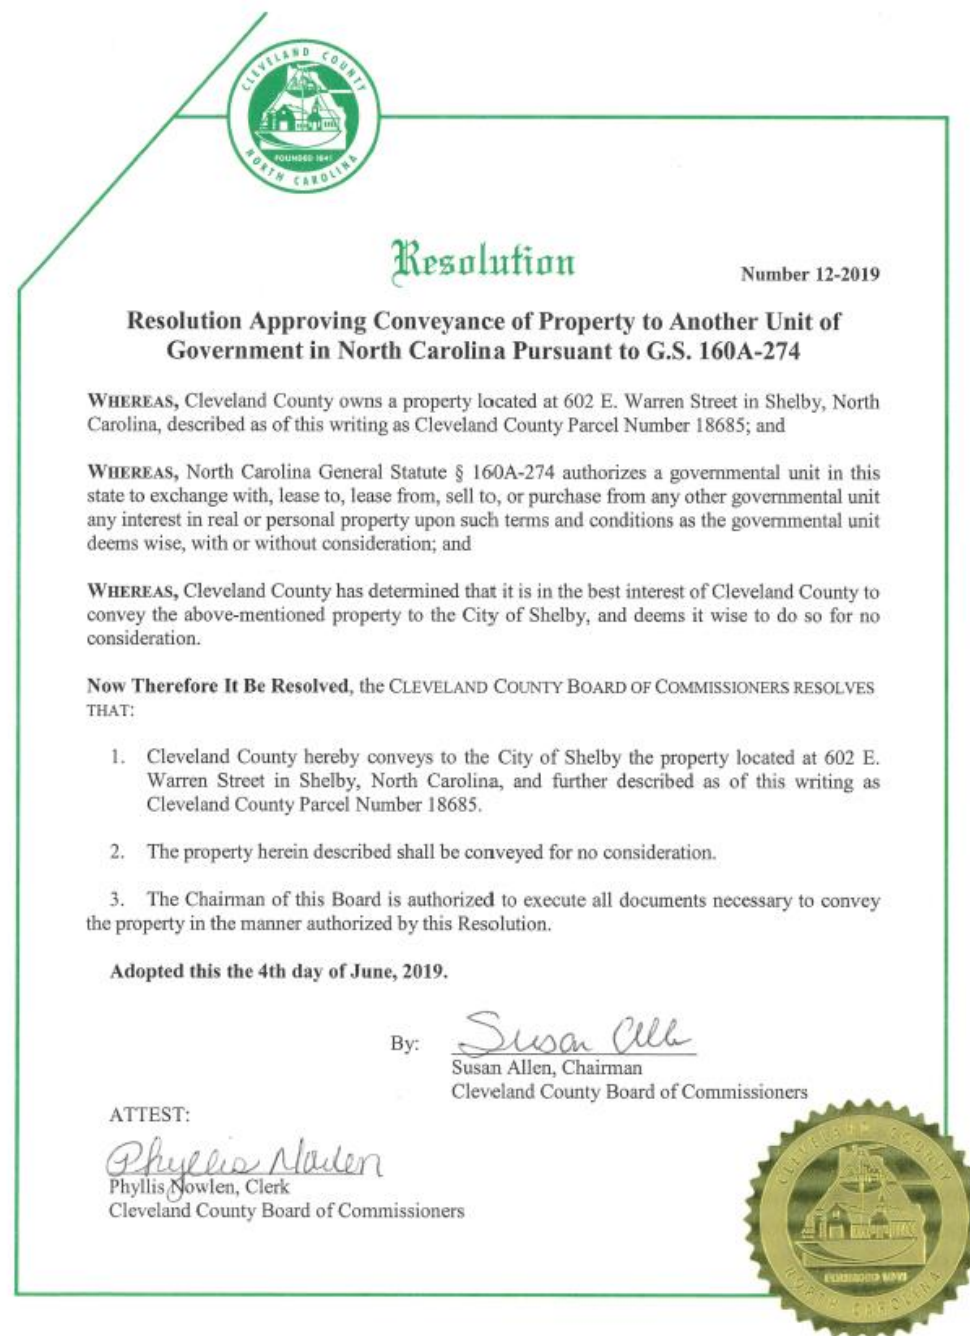 CLEVELAND COUNTY
FOUNDED 1841
NORTH CAROLINA
Resolution
Number 12-2019
Resolution Approving Conveyance of Property to Another Unit of
Government in North Carolina Pursuant to G.S. 160A-274
WHEREAS, Cleveland County owns a property located at 602 E. Warren Street in Shelby, North
Carolina, described as of this writing as Cleveland County Parcel Number 18685; and
WHEREAS, North Carolina General Statute § 160A-274 authorizes a governmental unit in this
state to exchange with, lease to, lease from, sell to, or purchase from any other governmental unit
any interest in real or personal property upon such terms and conditions as the governmental unit
deems wise, with or without consideration; and
WHEREAS, Cleveland County has determined that it is in the best interest of Cleveland County to
convey the above-mentioned property to the City of Shelby, and deems it wise to do so for no
consideration.
Now Therefore It Be Resolved, the CLEVELAND COUNTY BOARD OF COMMISSIONERS RESOLVES
THAT:
1. Cleveland County hereby conveys to the City of Shelby the property located at 602 E.
Warren Street in Shelby, North Carolina, and further described as of this writing as
Cleveland County Parcel Number 18685.
2. The property herein described shall be conveyed for no consideration.
3. The Chairman of this Board is authorized to execute all documents necessary to convey
the property in the manner authorized by this Resolution.
Adopted this the 4th day of June, 2019.
By: Susan Alle
Susan Allen, Chairman
Cleveland County Board of Commissioners
ATTEST:
Phyllis Nowlen
Phyllis Nowlen, Clerk
Cleveland County Board of Commissioners
CLEVELAND COUNTY
FOUNDED 1841
NORTH CAROLINA